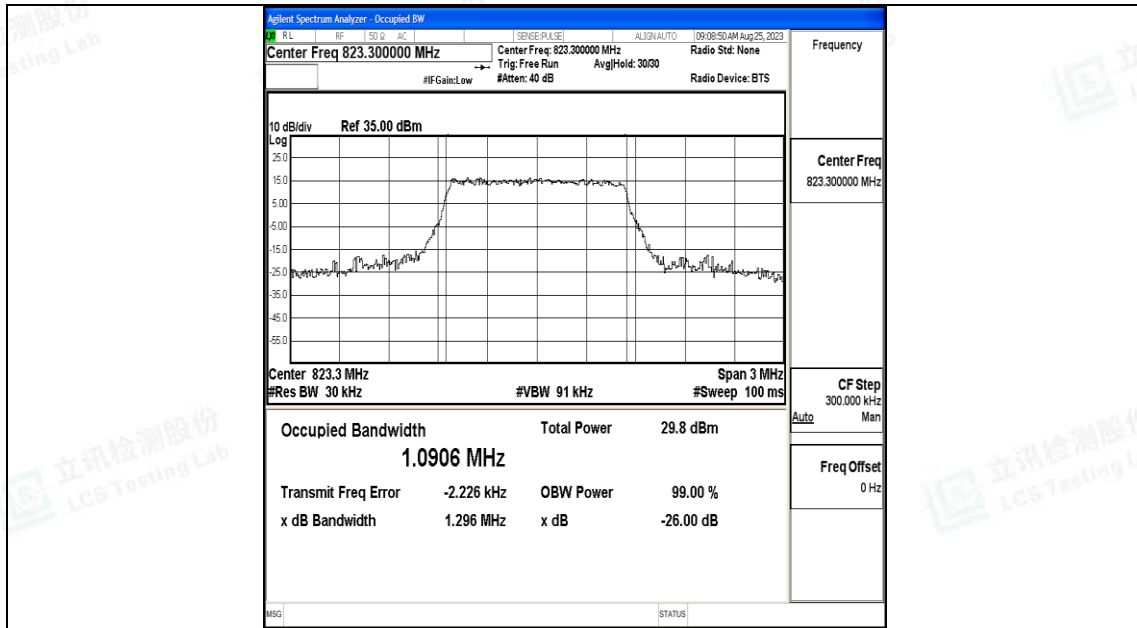 Agilent Spectrum Analyzer - Occupied BW
RL RF 50 Ω AC SENSE:PULSE ALIGN AUTO 09:08:50 AM Aug 25, 2023
Center Freq 823.300000 MHz
Center Freq: 823.300000 MHz Radio Std: None
Trig: Free Run Avg|Hold: 30/30
#IFGain:Low #Atten: 40 dB Radio Device: BTS
10 dB/div Ref 35.00 dBm
Log
25.0
15.0
5.00
-5.00
-15.0
-25.0
-35.0
-45.0
-55.0
Center 823.3 MHz Span 3 MHz
#Res BW 30 kHz #VBW 91 kHz #Sweep 100 ms
Occupied Bandwidth Total Power 29.8 dBm
1.0906 MHz
Transmit Freq Error -2.226 kHz OBW Power 99.00 %
x dB Bandwidth 1.296 MHz x dB -26.00 dB
MSG STATUS
Frequency
Center Freq
823.300000 MHz
CF Step
300.000 kHz
Auto Man
Freq Offset
0 Hz
立讯检测股份
LCS Testing Lab
立讯检测股份